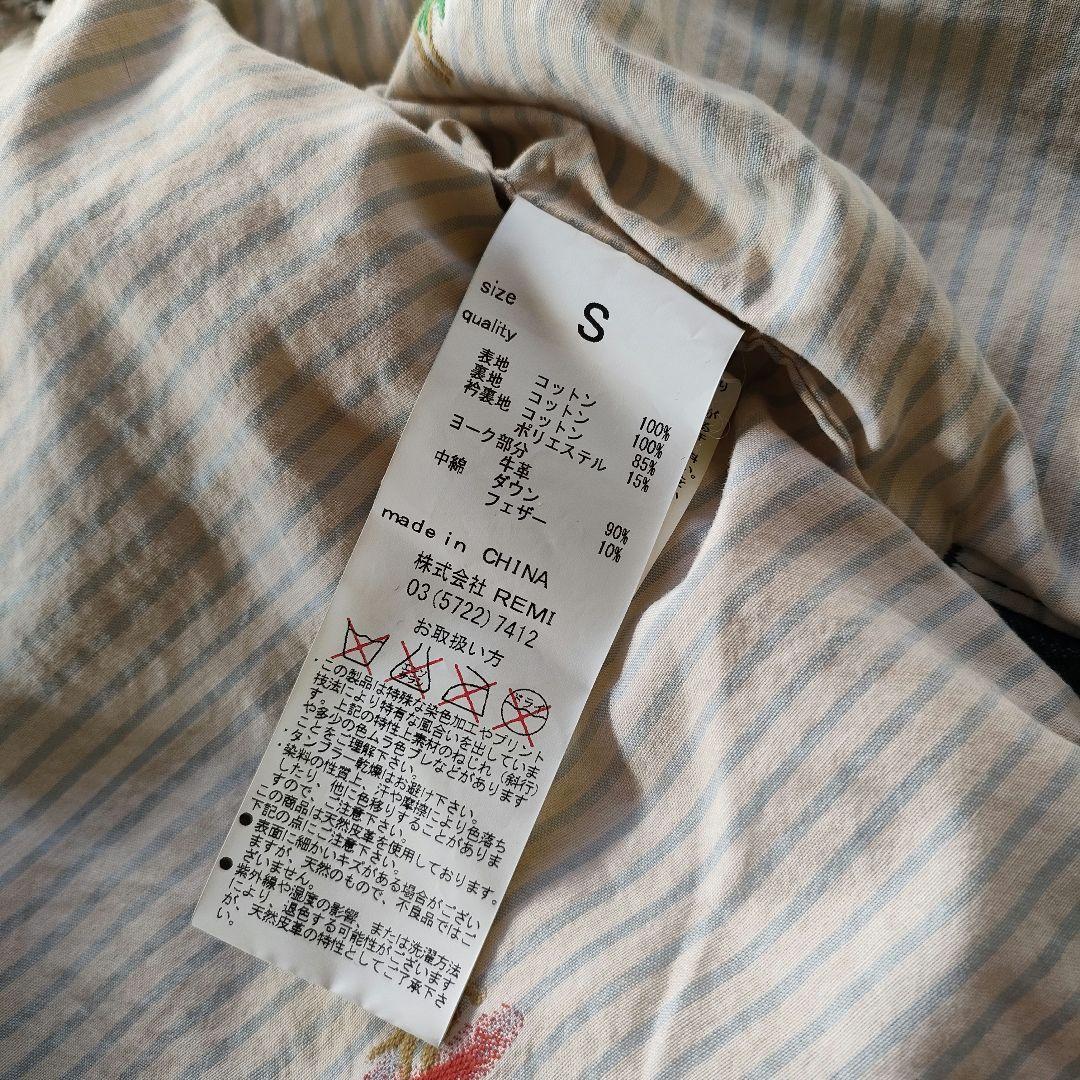 size S
quality
表地 コットン 100%
裏地 コットン 100%
衿裏地 コットン 85%
ポリエステル 15%
ヨーク部分 牛革
中綿 ダウン 90%
フェザー 10%
made in CHINA
株式会社 REMI
03(5722)7412
お取扱い方
エンソ サラシ
ドライ
・この製品は特殊な染色加工やプリント
技法により特有な風合いを出していま
す。上記の特性上素材のねじれ（斜行）
や多少の色ムラ色ブレなどがあります
ことをご理解下さい。
・タンブラー乾燥はお避け下さい。
・染料の性質上、汗や摩擦により色落ち
したり、他に色移りすることがありま
すので、ご注意下さい。
この商品は天然皮革を使用しております。
下記の点にご注意下さい。
●表面に細かいキズがある場合がござい
ますが、天然のもので、不良品ではご
ざいません。
●紫外線や湿度の影響、または洗濯方法
により、退色する可能性がございます
が、天然皮革の特性としてご了承下さ
い。